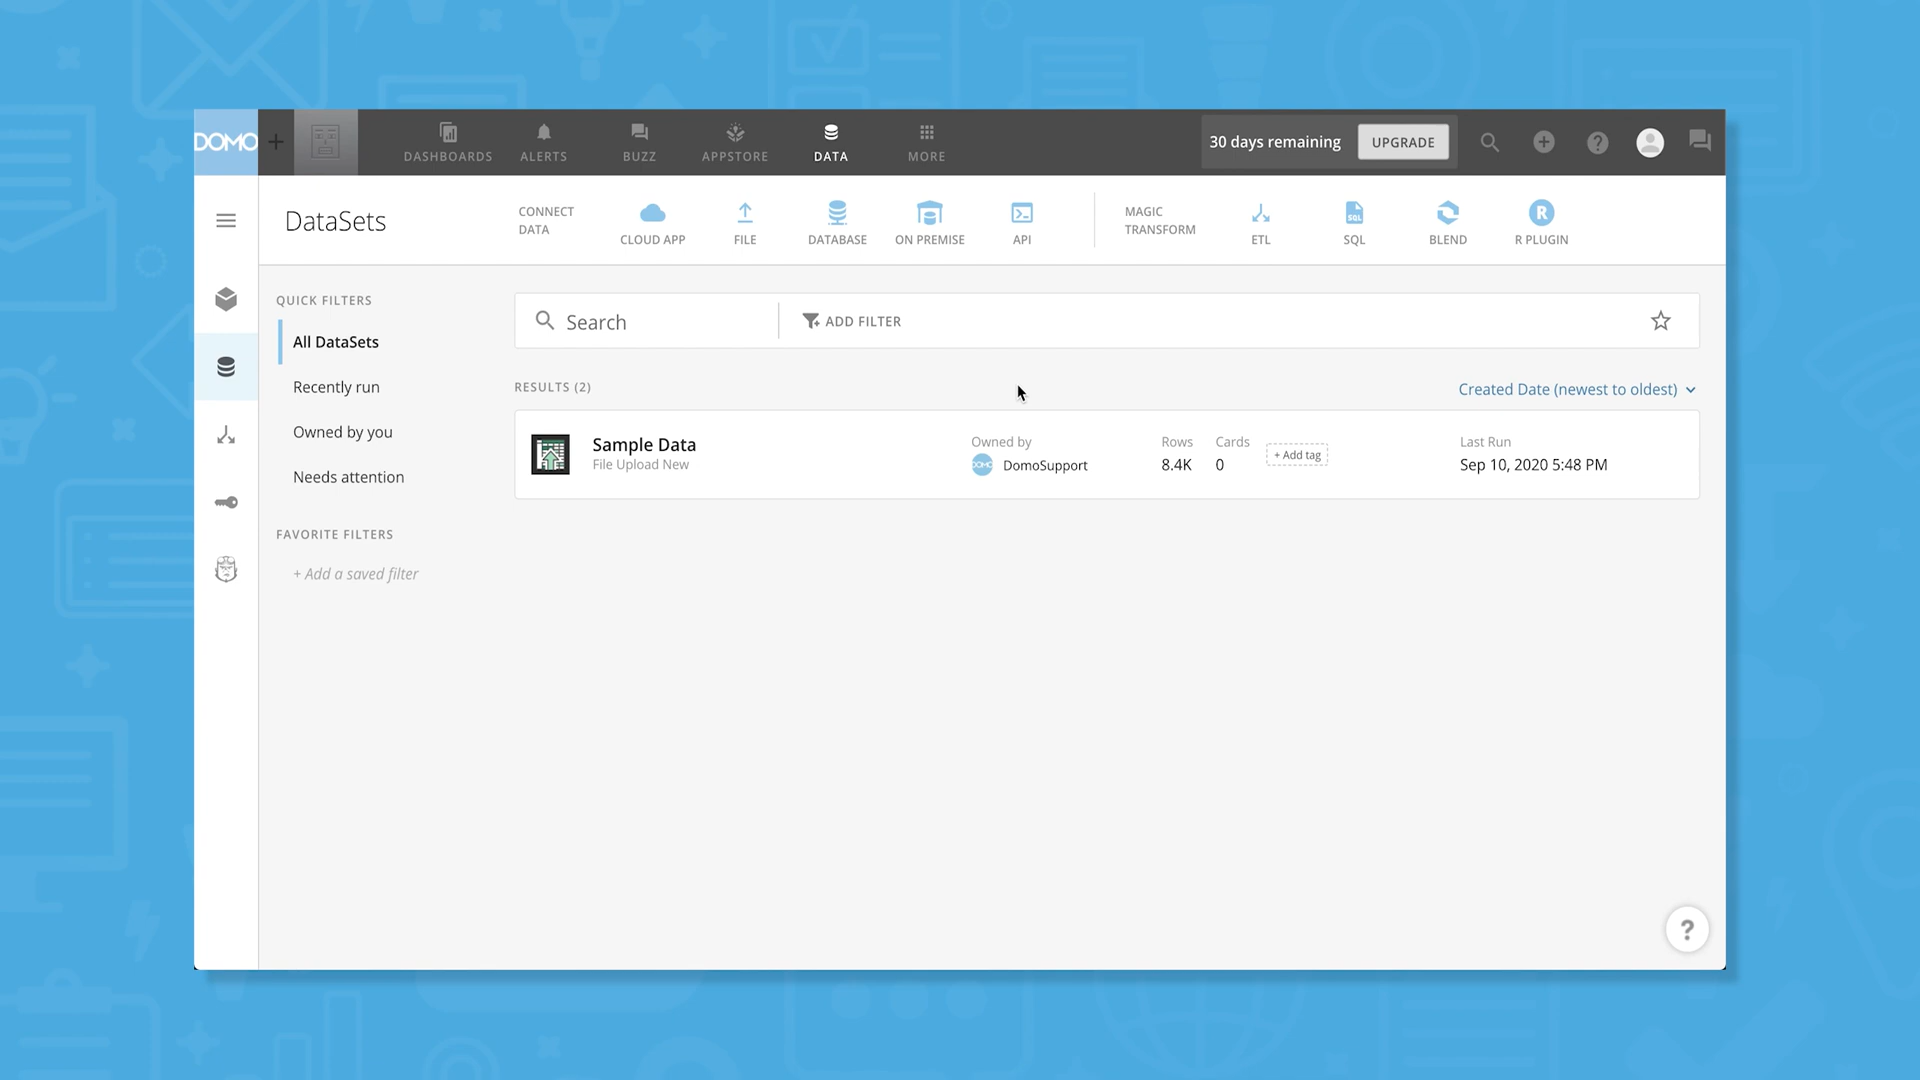 DOMO
DASHBOARDS
ALERTS
BUZZ
APPSTORE
DATA
MORE
30 days remaining
UPGRADE
DataSets
CONNECT
DATA
CLOUD APP
FILE
DATABASE
ON PREMISE
API
MAGIC
TRANSFORM
ETL
SQL
SQL
BLEND
R
R PLUGIN
QUICK FILTERS
All DataSets
Recently run
Owned by you
Needs attention
FAVORITE FILTERS
+ Add a saved filter
Search
ADD FILTER
RESULTS (2)
Created Date (newest to oldest)
Sample Data
File Upload New
Owned by
DOMO
DomoSupport
Rows
8.4K
Cards
0
+ Add tag
Last Run
Sep 10, 2020 5:48 PM
?